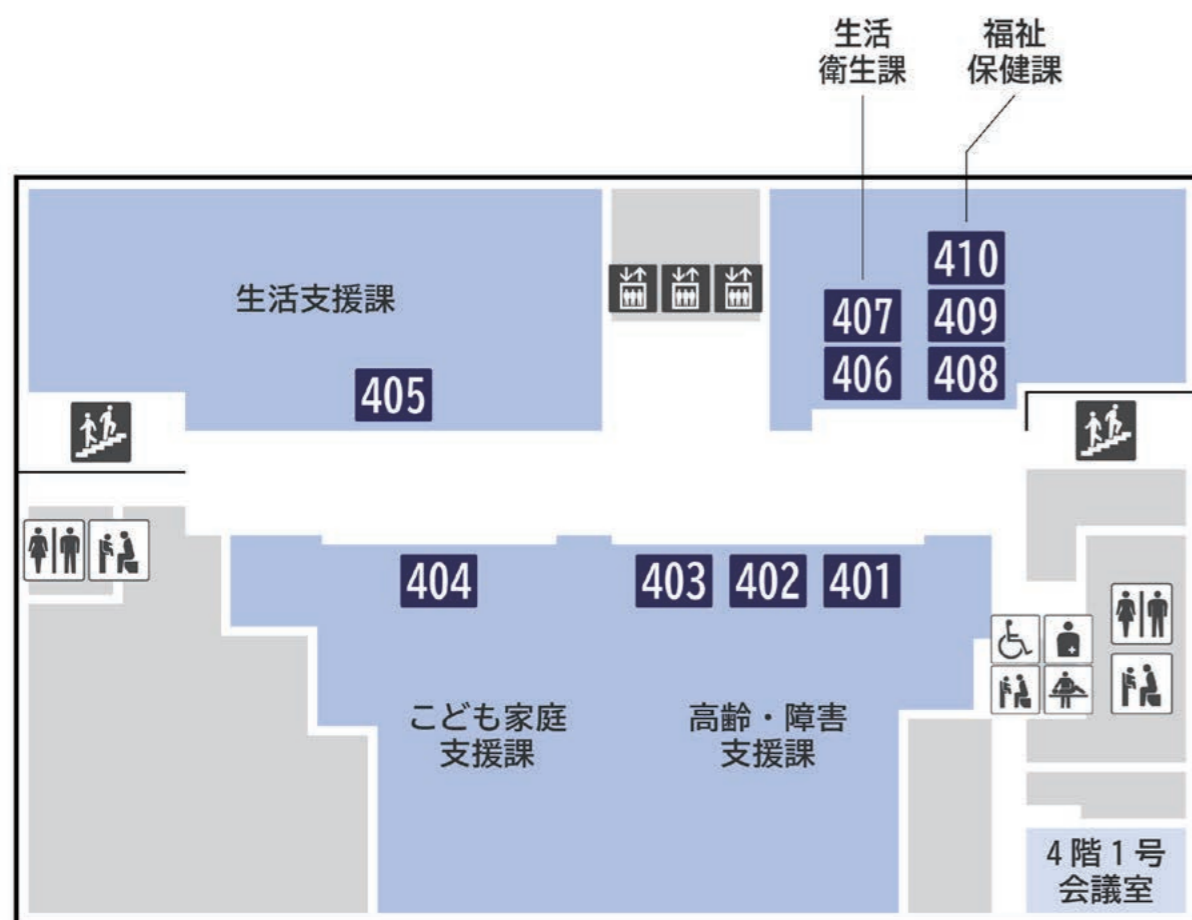 生活
衛生課
福祉
保健課
生活支援課
410
407
409
406
408
405
404
403
402
401
こども家庭
支援課
高齢・障害
支援課
4階1号
会議室